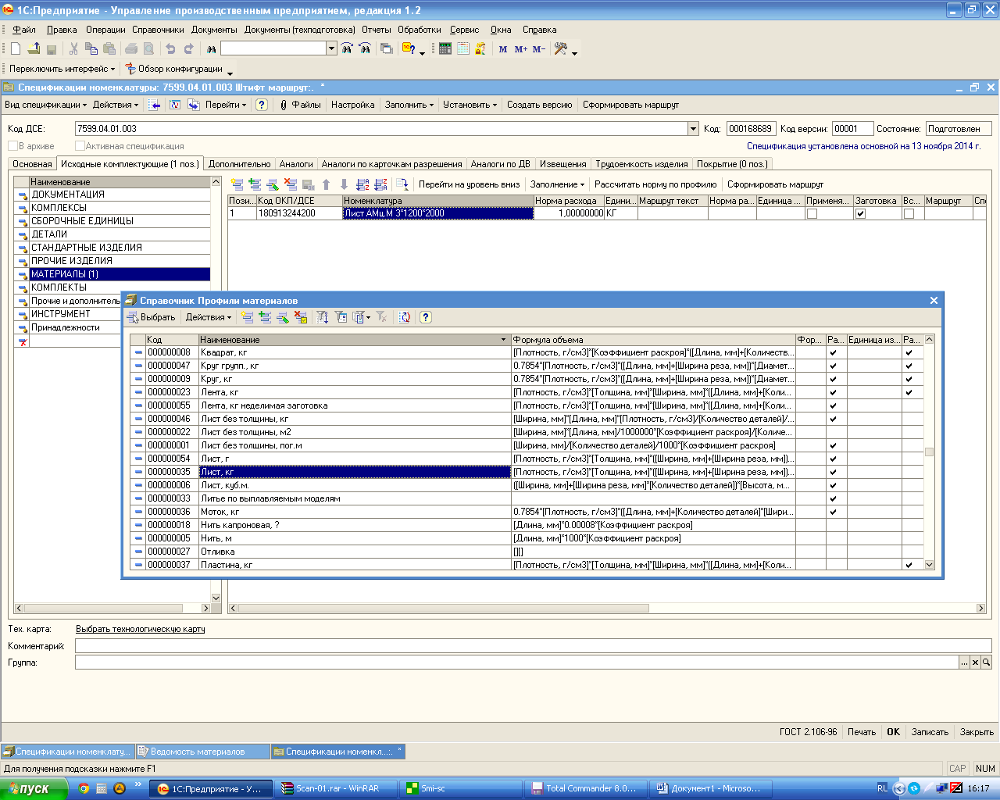 1С:Предприятие - Управление производственным предприятием, редакция 1.2
Файл Правка Операции Справочники Документы Документы (техподготовка) Отчеты Обработки Сервис Окна Справка
M M+ M-
Переключить интерфейс Обзор конфигурации
Спецификации номенклатуры: 7599.04.01.003 Штифт маршрут:. *
Вид спецификации Действия Перейти Файлы Настройка Заполнить Установить Создать версию Сформировать маршрут
Код ДСЕ: 7599.04.01.003 Код: 000168689 Код версии: 00001 Состояние: Подготовлен
В архиве Активная спецификация Спецификация установлена основной на 13 ноября 2014 г.
Основная Исходные комплектующие (1 поз.) Дополнительно Аналоги Аналоги по карточкам разрешения Аналоги по ДВ Извещения Трудоемкость изделия Покрытие (0 поз.)
Наименование
ДОКУМЕНТАЦИЯ
КОМПЛЕКСЫ
СБОРОЧНЫЕ ЕДИНИЦЫ
ДЕТАЛИ
СТАНДАРТНЫЕ ИЗДЕЛИЯ
ПРОЧИЕ ИЗДЕЛИЯ
МАТЕРИАЛЫ (1)
КОМПЛЕКТЫ
Прочие и дополнитель
ИНСТРУМЕНТ
Принадлежности
Перейти на уровень вниз Заполнение Рассчитать норму по профилю Сформировать маршрут
Пози... Код ОКП/ДСЕ Номенклатура Норма расхода Едини... Маршрут текст Норма ра... Единица ... Применя... Заготовка Вс... Маршрут Спе
1 180913244200 Лист АМц.М 3*1200*2000 1,00000000 КГ
Справочник Профили материалов
Выбрать Действия
Код Наименование Формула объема Фор... Ра... Единица из... Ра...
000000008 Квадрат, кг [Плотность, г/см3]*[Коэффициент раскроя]*([Длина, мм]+[Количеств...
000000047 Круг групп., кг 0.7854*[Плотность, г/см3]*([Длина, мм]+[Ширина реза, мм])*[Диамет...
000000009 Круг, кг 0.7854*[Плотность, г/см3]*([Длина, мм]+[Ширина реза, мм])*[Диамет...
000000023 Лента, кг [Плотность, г/см3]*[Толщина, мм]*[Ширина, мм]*([Длина, мм]+[Коли...
000000055 Лента, кг неделимая заготовка [Плотность, г/см3]*[Толщина, мм]*[Ширина, мм]*([Длина, мм]+[Коли...
000000046 Лист без толщины, кг [Ширина, мм]*[Длина, мм]*[Плотность, г/см3]/[Количество деталей]/...
000000022 Лист без толщины, м2 [Ширина, мм]*[Длина, мм]/1000000*[Коэффициент раскроя]/[Количе...
000000001 Лист без толщины, пог.м [Ширина, мм]/[Количество деталей]/1000*[Коэффициент раскроя]
000000054 Лист, г [Плотность, г/см3]*[Толщина, мм]*([Ширина, мм]+[Ширина реза, мм])...
000000035 Лист, кг [Плотность, г/см3]*[Толщина, мм]*([Ширина, мм]+[Ширина реза, мм])...
000000006 Лист, куб.м. ([Ширина, мм]+[Ширина реза, мм]*[Количество деталей])*[Высота, м...
000000033 Литье по выплавляемым моделям
000000036 Моток, кг 0.7854*[Плотность, г/см3]*([Длина, мм]+[Количество деталей]*[Шири...
000000018 Нить капроновая, ? [Длина, мм]*0.00008*[Коэффициент раскроя]
000000005 Нить, м [Длина, мм]*1000*[Коэффициент раскроя]
000000027 Отливка [][]
000000037 Пластина, кг [Плотность, г/см3]*[Толщина, мм]*[Ширина, мм]*([Длина, мм]+[Коли...
Тех. карта: Выбрать технологическую карту
Комментарий:
Группа:
ГОСТ 2.106-96 Печать OK Записать Закрыть
Спецификации номенклату... Ведомость материалов Спецификации номенкл...:. *
Для получения подсказки нажмите F1 CAP NUM
пуск 1С:Предприятие - У... Scan-01.rar - WinRAR Smi-sc Total Commander 8.0... Документ1 - Microso... RU 16:17